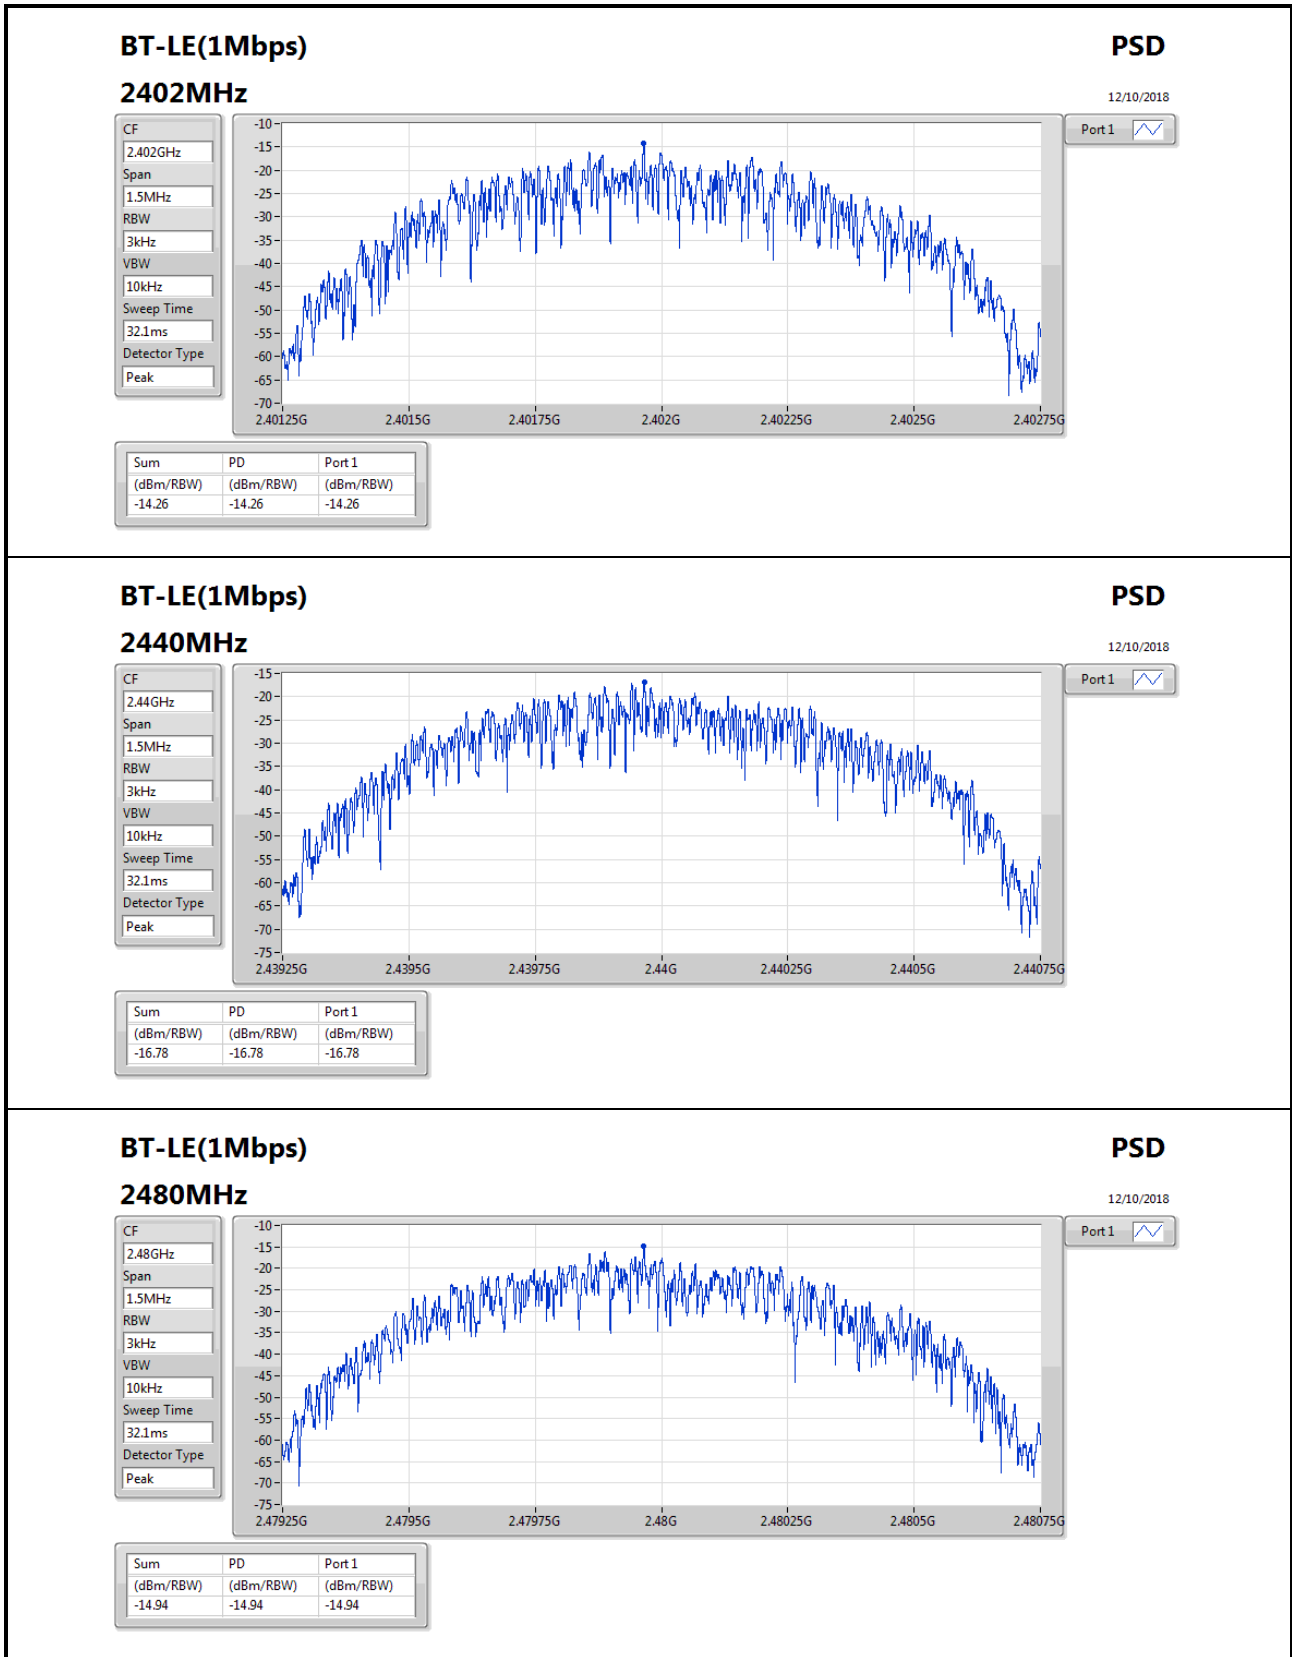 BT-LE(1Mbps) PSD
2402MHz 12/10/2018
CF
2.402GHz
Span
1.5MHz
RBW
3kHz
VBW
10kHz
Sweep Time
32.1ms
Detector Type
Peak
-10
-15
-20
-25
-30
-35
-40
-45
-50
-55
-60
-65
-70
2.40125G 2.4015G 2.40175G 2.402G 2.40225G 2.4025G 2.40275G
Port 1
Sum PD Port 1
(dBm/RBW) (dBm/RBW) (dBm/RBW)
-14.26 -14.26 -14.26
BT-LE(1Mbps) PSD
2440MHz 12/10/2018
CF
2.44GHz
Span
1.5MHz
RBW
3kHz
VBW
10kHz
Sweep Time
32.1ms
Detector Type
Peak
-15
-20
-25
-30
-35
-40
-45
-50
-55
-60
-65
-70
-75
2.43925G 2.4395G 2.43975G 2.44G 2.44025G 2.4405G 2.44075G
Port 1
Sum PD Port 1
(dBm/RBW) (dBm/RBW) (dBm/RBW)
-16.78 -16.78 -16.78
BT-LE(1Mbps) PSD
2480MHz 12/10/2018
CF
2.48GHz
Span
1.5MHz
RBW
3kHz
VBW
10kHz
Sweep Time
32.1ms
Detector Type
Peak
-10
-15
-20
-25
-30
-35
-40
-45
-50
-55
-60
-65
-70
-75
2.47925G 2.4795G 2.47975G 2.48G 2.48025G 2.4805G 2.48075G
Port 1
Sum PD Port 1
(dBm/RBW) (dBm/RBW) (dBm/RBW)
-14.94 -14.94 -14.94